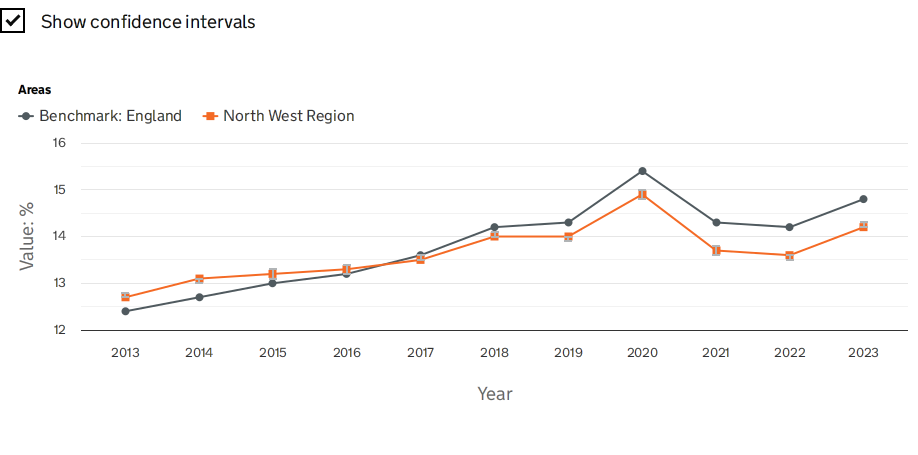 Show confidence intervals
Areas
Benchmark: England North West Region
16
15
14
13
12
Value: %
2013 2014 2015 2016 2017 2018 2019 2020 2021 2022 2023
Year